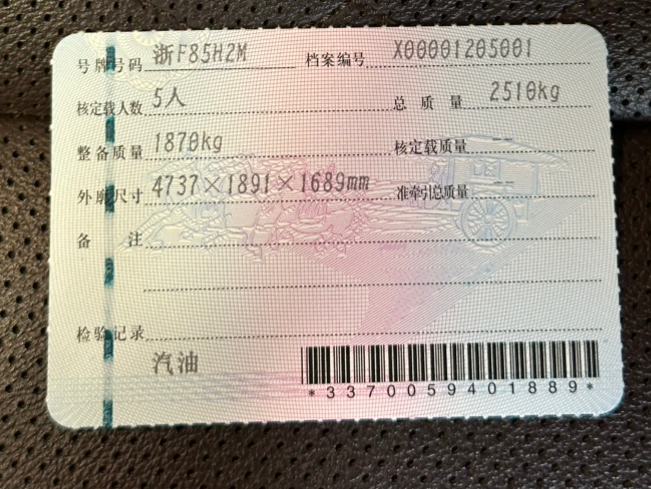 号牌号码 浙F85H2M 档案编号 X00001205001
核定载人数 5人 总质量 2510kg
整备质量 1870kg 核定载质量 --
外廓尺寸 4737×1891×1689mm 准牵引总质量 --
备注
检验记录
汽油
*3370059401889*